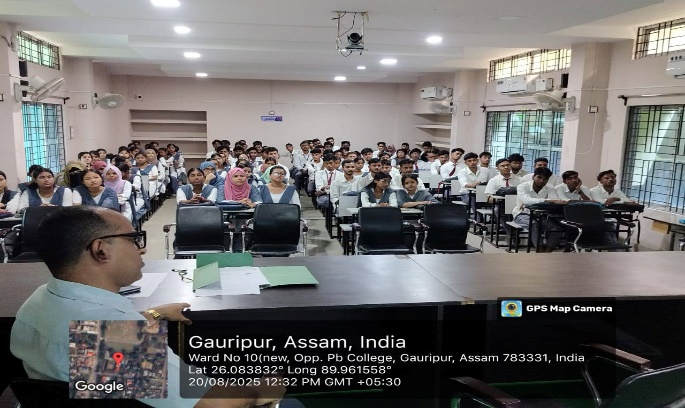 GPS Map Camera
Gauripur, Assam, India
Ward No 10(new, Opp. Pb College, Gauripur, Assam 783331, India
Lat 26.083832° Long 89.961558°
20/08/2025 12:32 PM GMT +05:30
Google